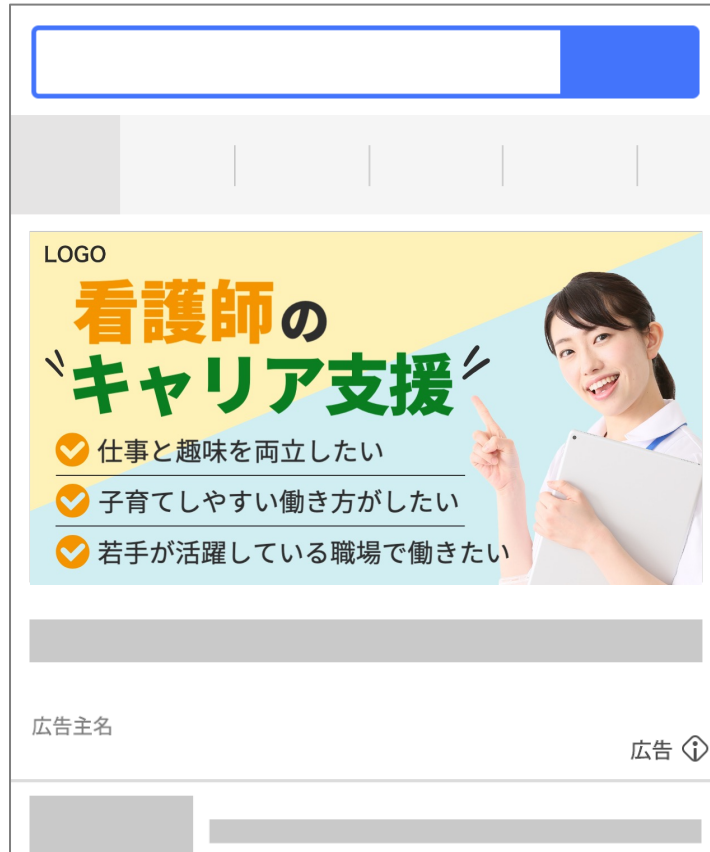 LOGO
看護師の
キャリア支援
仕事と趣味を両立したい
子育てしやすい働き方がしたい
若手が活躍している職場で働きたい
広告主名
広告